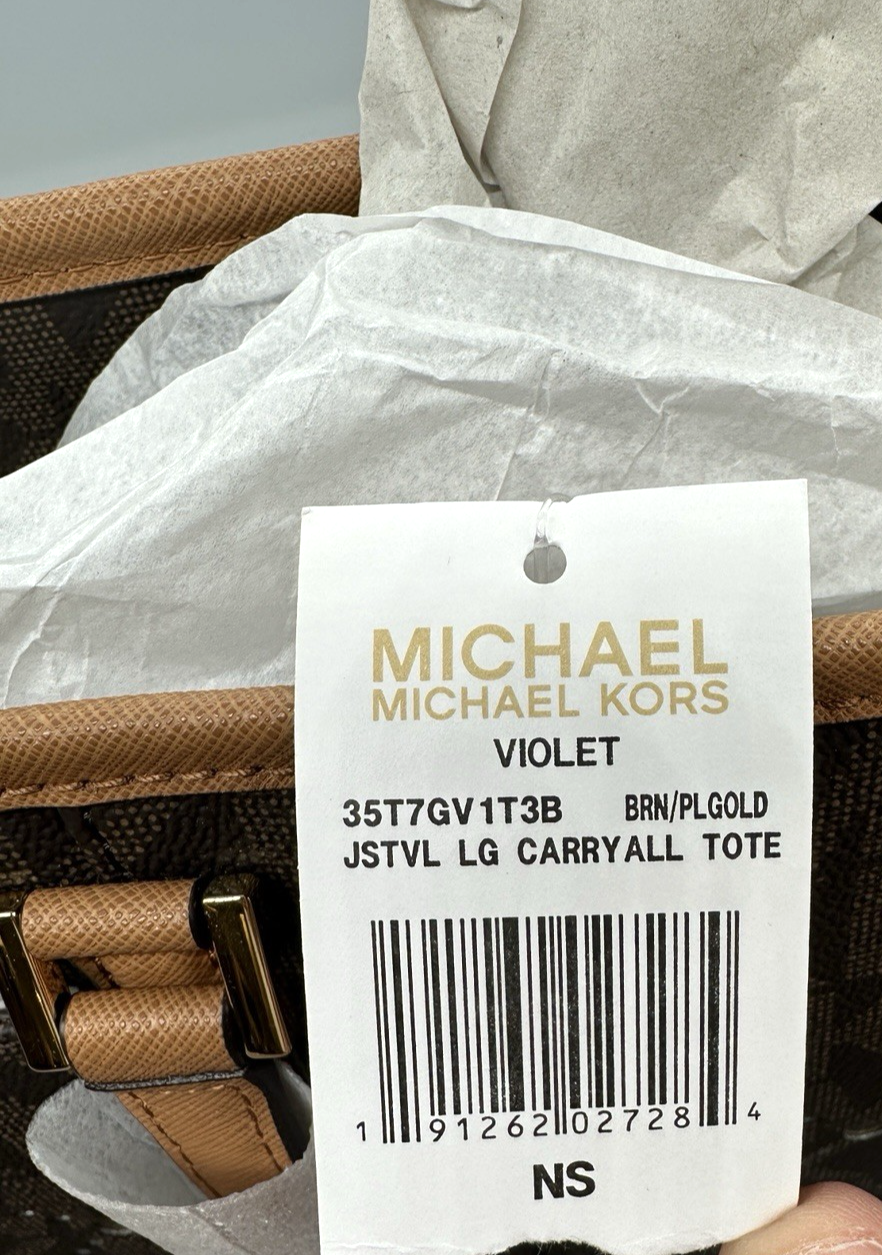 MICHAEL
MICHAEL KORS
VIOLET
35T7GV1T3B BRN/PLGOLD
JSTVL LG CARRYALL TOTE
1 91262 02728 4
NS